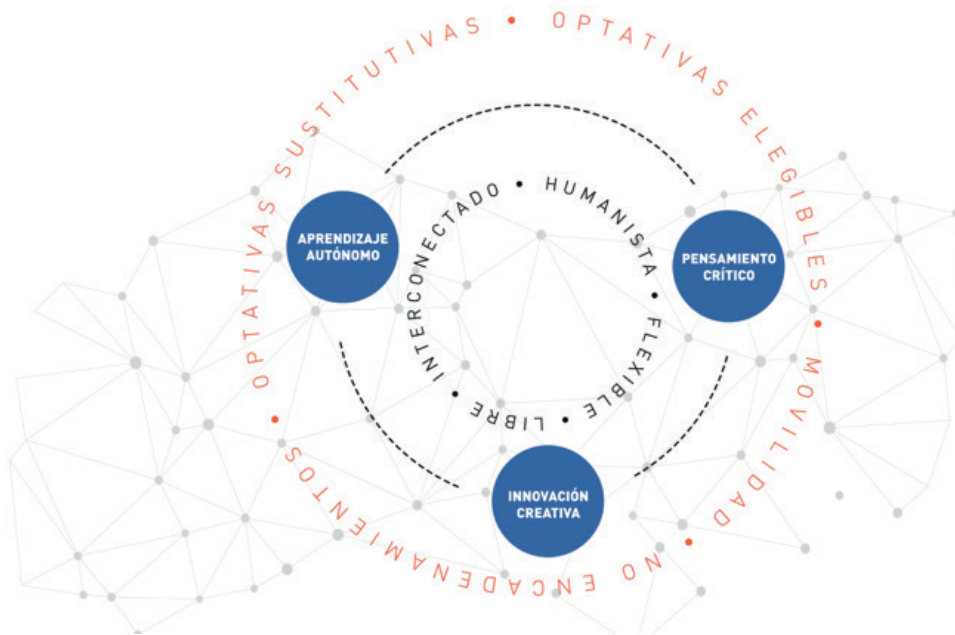 OPTATIVAS SUSTITUTIVAS • OPTATIVAS ELEGIBLES • MOVILIDAD • NO ENCADENAMIENTOS •
INTERCONECTADO • HUMANISTA • FLEXIBLE • LIBRE •
APRENDIZAJE
AUTÓNOMO
PENSAMIENTO
CRÍTICO
INNOVACIÓN
CREATIVA